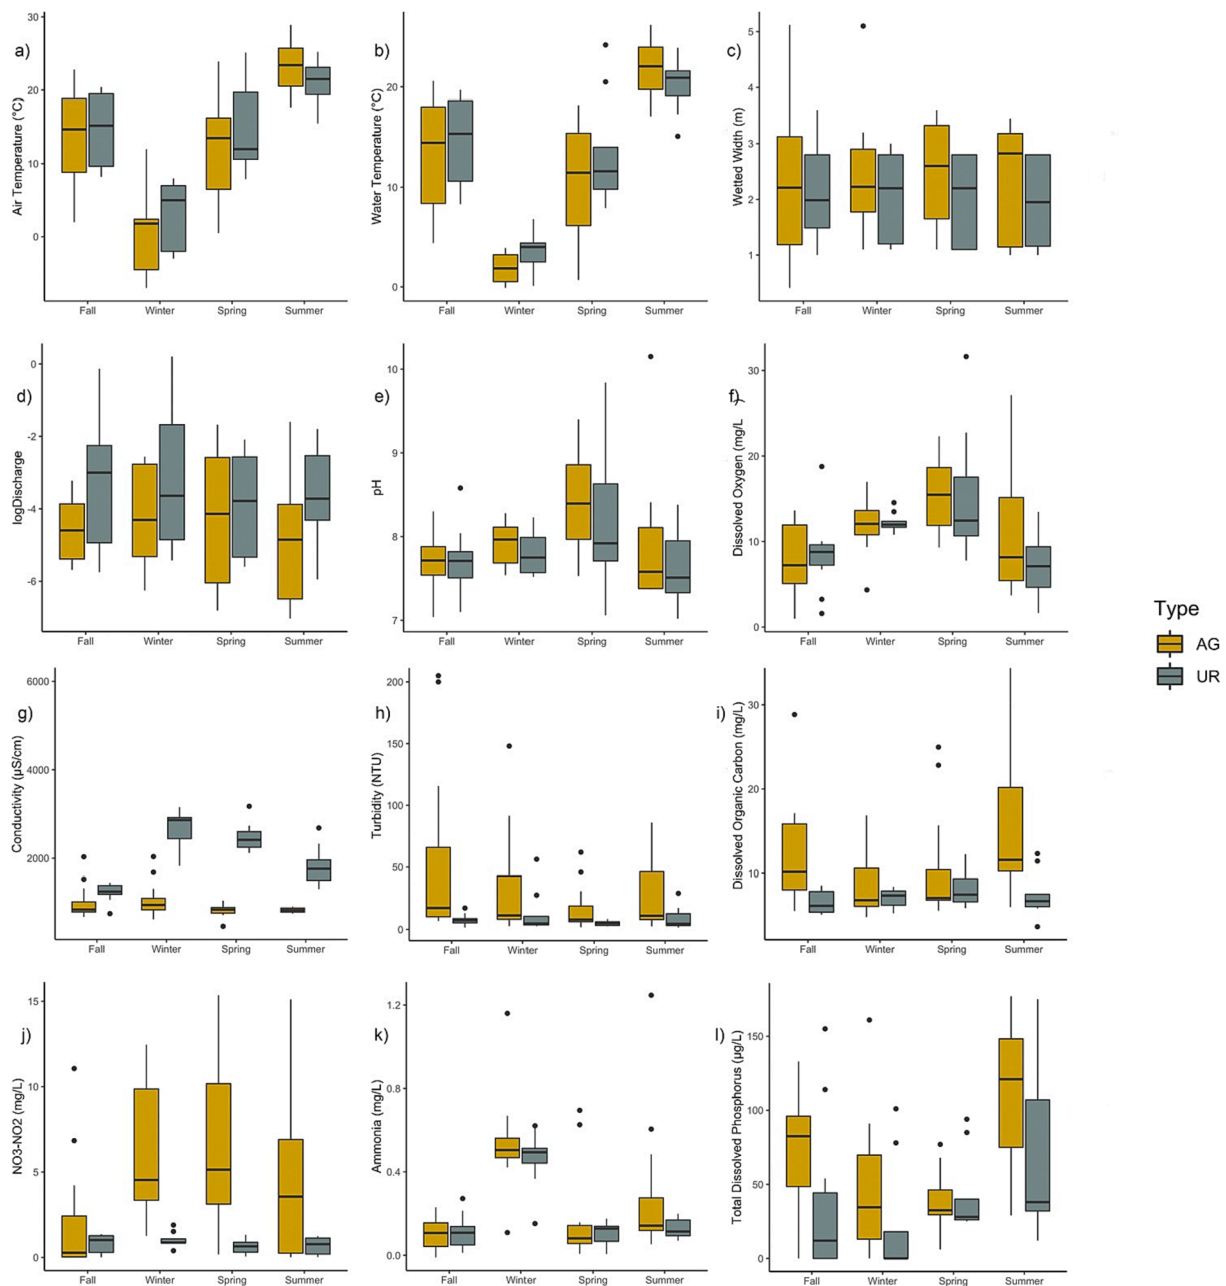 a)
Air Temperature (°C)
30
20
10
0
Fall Winter Spring Summer
b)
Water Temperature (°C)
20
10
0
Fall Winter Spring Summer
c)
Wetted Width (m)
5
4
3
2
1
Fall Winter Spring Summer
d)
logDischarge
0
-2
-4
-6
Fall Winter Spring Summer
e)
pH
10
9
8
7
Fall Winter Spring Summer
f)
Dissolved Oxygen (mg/L )
30
20
10
0
Fall Winter Spring Summer
Type
AG
UR
g)
Conductivity (µS/cm)
6000
4000
2000
Fall Winter Spring Summer
h)
Turbidity (NTU)
200
150
100
50
0
Fall Winter Spring Summer
i)
Dissolved Organic Carbon (mg/L)
30
20
10
Fall Winter Spring Summer
j)
NO3-NO2 (mg/L)
15
10
5
0
Fall Winter Spring Summer
k)
Ammonia (mg/L)
1.2
0.8
0.4
0.0
Fall Winter Spring Summer
l)
Total Dissolved Phosphorus (µg/L)
150
100
50
0
Fall Winter Spring Summer